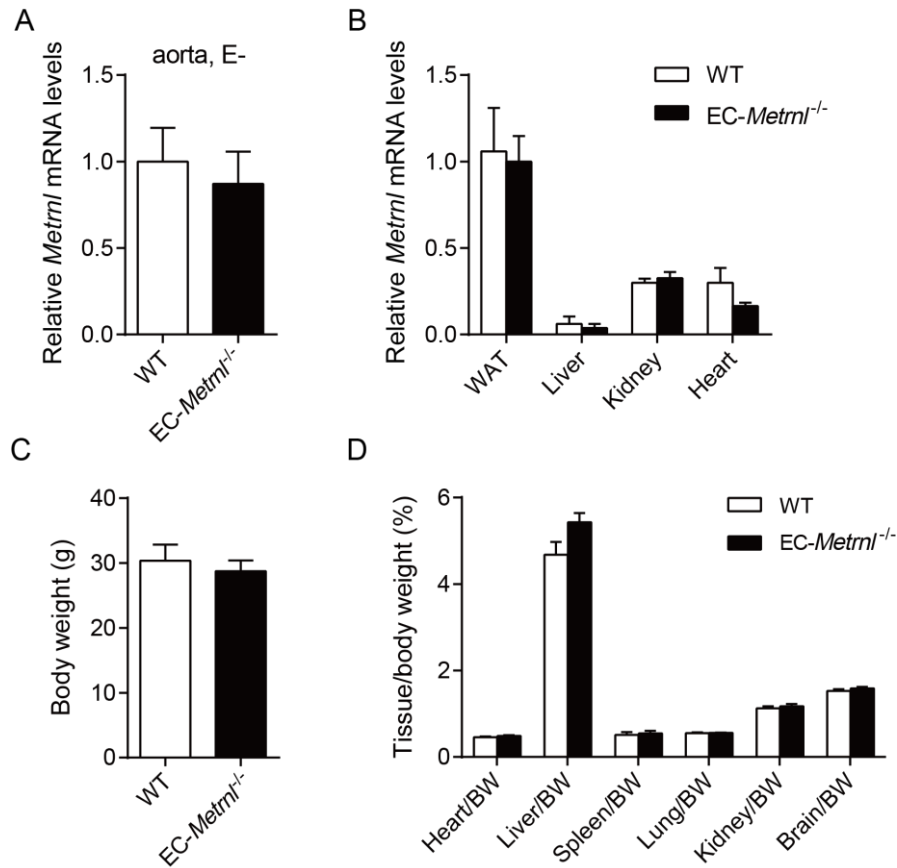 A
aorta, E-
Relative Metrnl mRNA levels
1.5
1.0
0.5
0.0
WT
EC-Metrnl-/-
B
Relative Metrnl mRNA levels
1.5
1.0
0.5
0.0
WT
EC-Metrnl-/-
WAT
Liver
Kidney
Heart
C
Body weight (g)
40
30
20
10
0
WT
EC-Metrnl-/-
D
Tissue/body weight (%)
6
4
2
0
WT
EC-Metrnl-/-
Heart/BW
Liver/BW
Spleen/BW
Lung/BW
Kidney/BW
Brain/BW